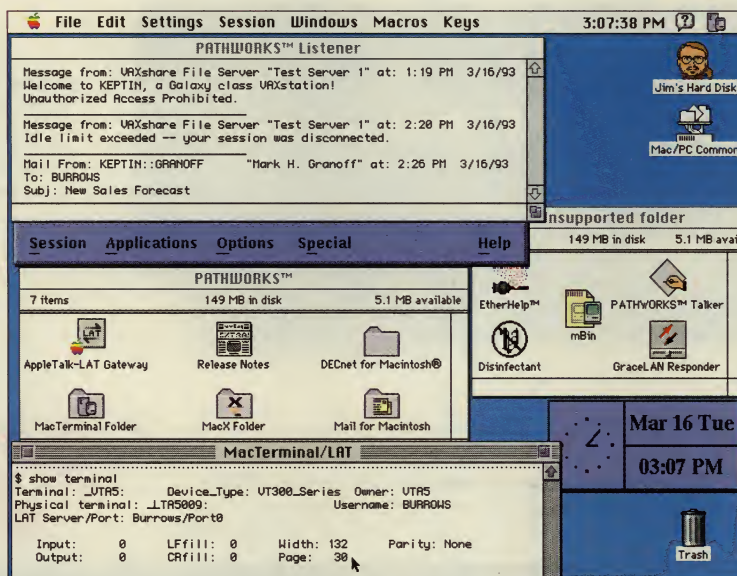 File Edit Settings Session Windows Macros Keys 3:07:38 PM
PATHWORKS™ Listener
Message from: VAXshare File Server "Test Server 1" at: 1:19 PM 3/16/93
Welcome to KEPTIN, a Galaxy class VAXstation!
Unauthorized Access Prohibited.
Message from: VAXshare File Server "Test Server 1" at: 2:20 PM 3/16/93
Idle limit exceeded -- your session was disconnected.
Mail From: KEPTIN::GRANOFF "Mark H. Granoff" at: 2:26 PM 3/16/93
To: BURROWS
Subj: New Sales Forecast
Jim's Hard Disk
Mac/PC Common
Session Applications Options Special Help
nsupported folder
149 MB in disk 5.1 MB avai
EtherHelp™
mBin
PATHWORKS™ Talker
Disinfectant
GraceLAN Responder
PATHWORKS™
7 items 149 MB in disk 5.1 MB available
LAT
AppleTalk-LAT Gateway
EXTRA!
Release Notes
DECnet for Macintosh®
MacTerminal Folder
MacX Folder
Mail for Macintosh
MacTerminal/LAT
$ show terminal
Terminal: _VTA5: Device_Type: VT300_Series Owner: VTA5
Physical terminal: _LTA5009: Username: BURROWS
LAT Server/Port: Burrows/Port0
Input: 0 LFfill: 0 Width: 132 Parity: None
Output: 0 CRfill: 0 Page: 30
Mar 16 Tue
03:07 PM
Trash